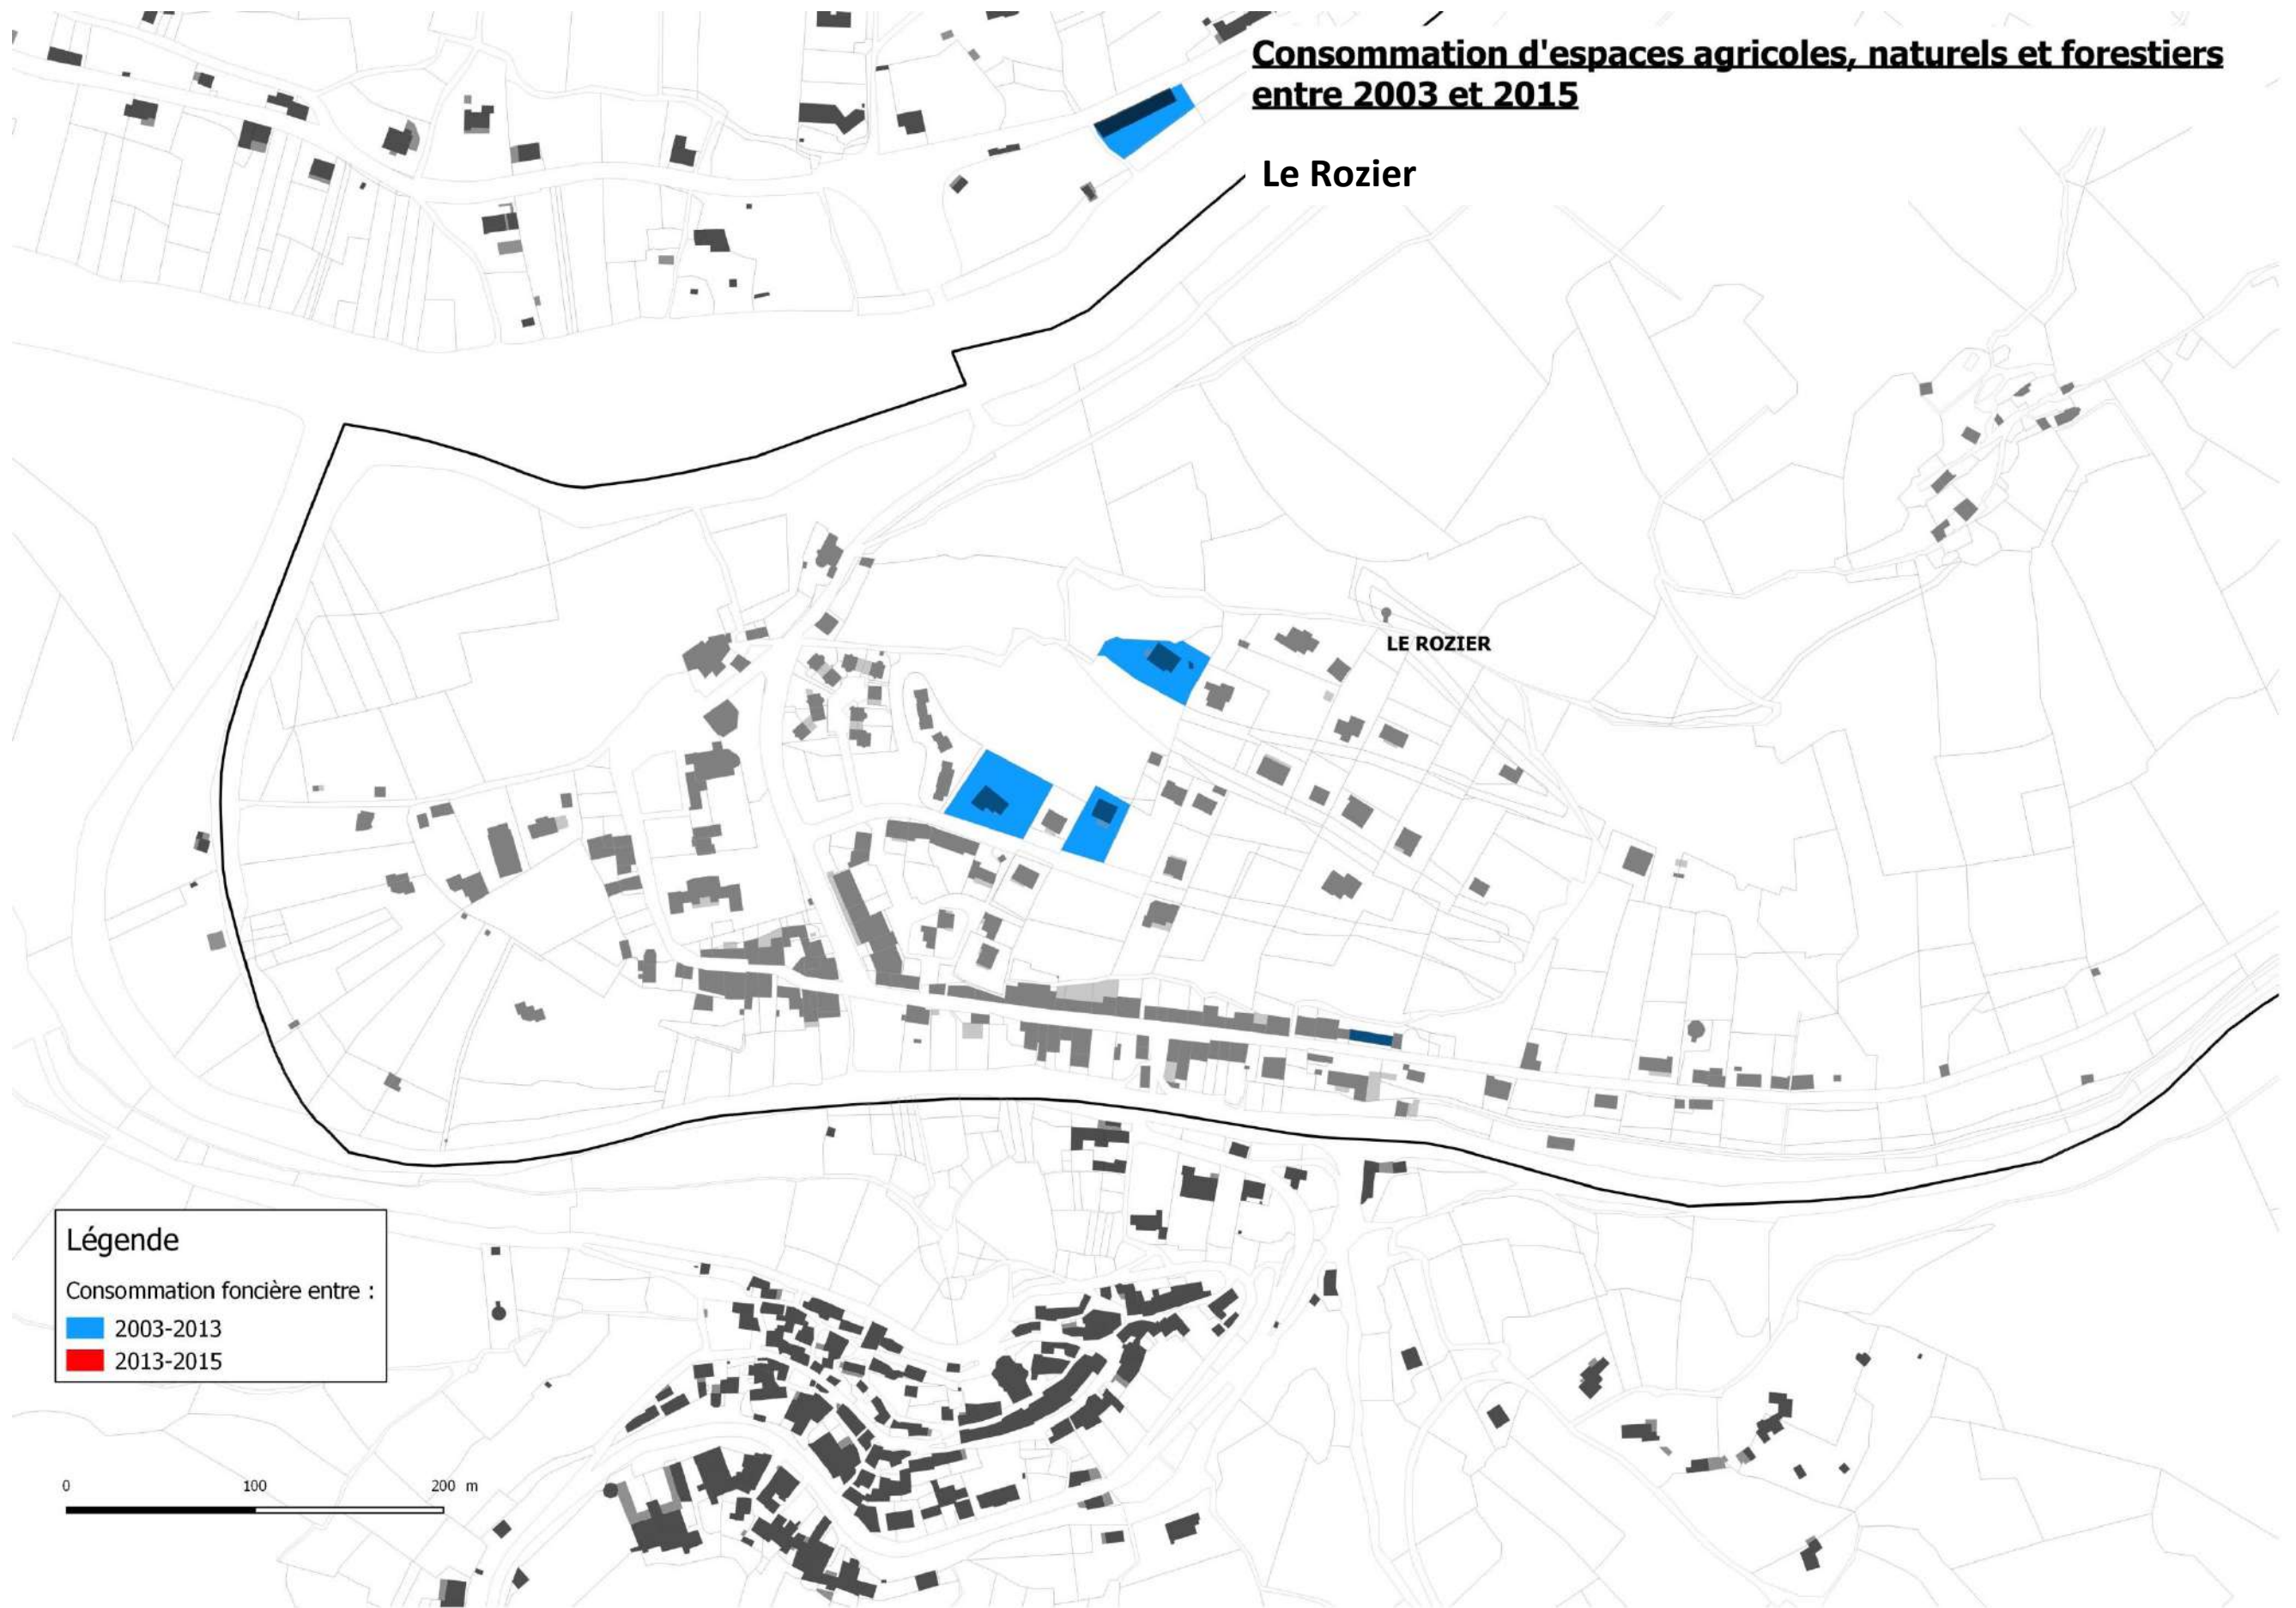 Consommation d'espaces agricoles, naturels et forestiers
entre 2003 et 2015
Le Rozier
LE ROZIER
Légende
Consommation foncière entre :
2003-2013
2013-2015
0 100 200 m